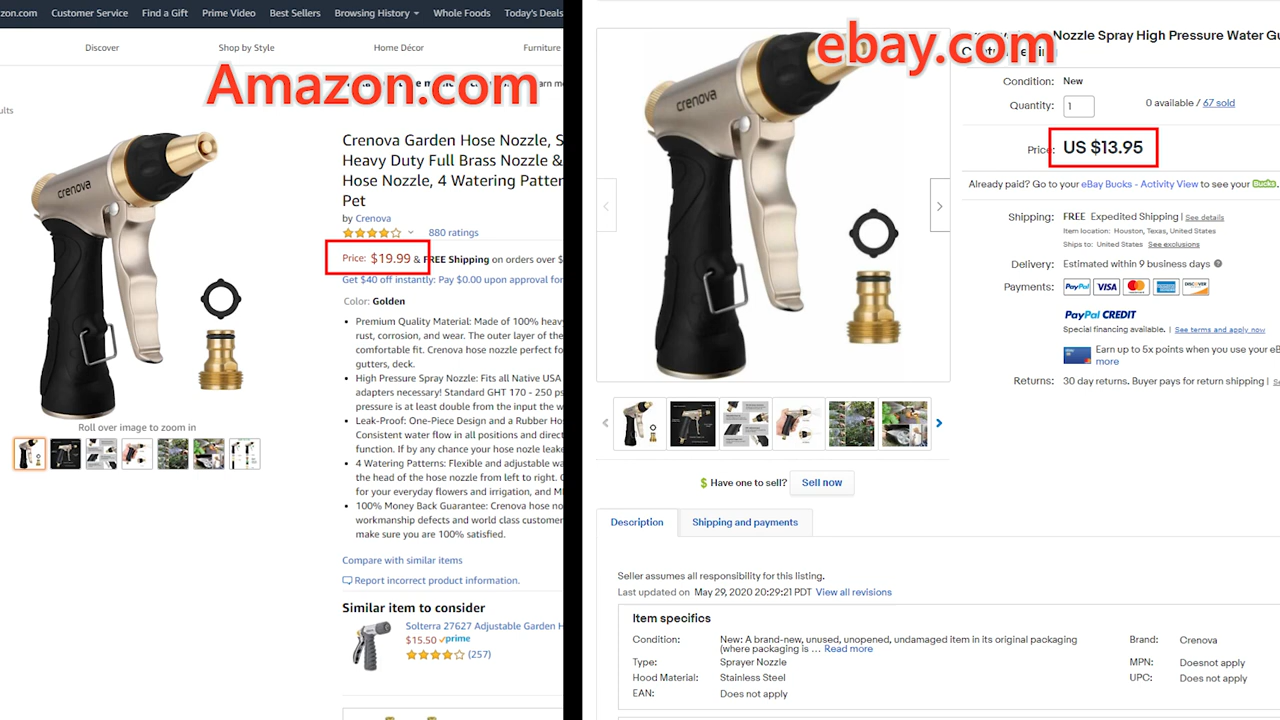 zon.com Customer Service Find a Gift Prime Video Best Sellers Browsing History Whole Foods Today's Deals
Discover Shop by Style Home Décor Furniture
Amazon.com
ults
crenova
Roll over image to zoom in
Crenova Garden Hose Nozzle, S
Heavy Duty Full Brass Nozzle &
Hose Nozzle, 4 Watering Patter
Pet
by Crenova
880 ratings
Price: $19.99 & FREE Shipping on orders over $
Get $40 off instantly: Pay $0.00 upon approval for
Color: Golden
Premium Quality Material: Made of 100% heav
rust, corrosion, and wear. The outer layer of the
comfortable fit. Crenova hose nozzle perfect fo
gutters, deck.
High Pressure Spray Nozzle: Fits all Native USA
adapters necessary! Standard GHT 170 - 250 ps
pressure is at least double from the input the w
Leak-Proof: One-Piece Design and a Rubber Ho
Consistent water flow in all positions and direct
function. If by any chance your hose nozle leake
4 Watering Patterns: Flexible and adjustable wa
the head of the hose nozzle from left to right. C
for your everyday flowers and irrigation, and MI
100% Money Back Guarantee: Crenova hose no
workmanship defects and world class customer
make sure you are 100% satisfied.
Compare with similar items
Report incorrect product information.
Similar item to consider
Solterra 27627 Adjustable Garden H
$15.50 prime
(257)
ebay.com
Nozzle Spray High Pressure Water Gu
crenova
Condition: New
Quantity: 1 0 available / 67 sold
Price: US $13.95
Already paid? Go to your eBay Bucks - Activity View to see your Bucks.
Shipping: FREE Expedited Shipping | See details
Item location: Houston, Texas, United States
Ships to: United States See exclusions
Delivery: Estimated within 9 business days
Payments: PayPal VISA MasterCard DISCOVER
PayPal CREDIT
Special financing available. | See terms and apply now
Earn up to 5x points when you use your eB
more
Returns: 30 day returns. Buyer pays for return shipping | Se
$ Have one to sell? Sell now
Description Shipping and payments
Seller assumes all responsibility for this listing.
Last updated on May 29, 2020 20:29:21 PDT View all revisions
Item specifics
Condition: New: A brand-new, unused, unopened, undamaged item in its original packaging
(where packaging is ... Read more
Brand: Crenova
Type: Sprayer Nozzle
MPN: Doesnot apply
Hood Material: Stainless Steel
UPC: Does not apply
EAN: Does not apply